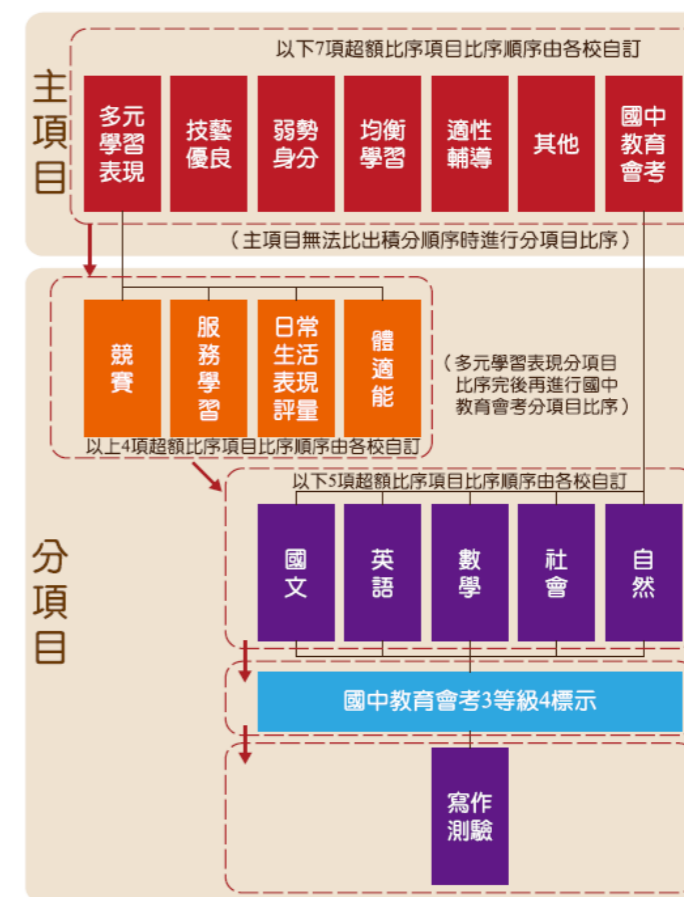 主項目
以下7項超額比序項目比序順序由各校自訂
多元
學習
表現
技藝
優良
弱勢
身分
均衡
學習
適性
輔導
其他
國中
教育
會考
（主項目無法比出積分順序時進行分項目比序）
分項目
競賽
服務學習
日常
生活
表現
評量
體適能
（多元學習表現分項目
比序完後再進行國中
教育會考分項目比序）
以上4項超額比序項目比序順序由各校自訂
以下5項超額比序項目比序順序由各校自訂
國文
英語
數學
社會
自然
國中教育會考3等級4標示
寫作
測驗